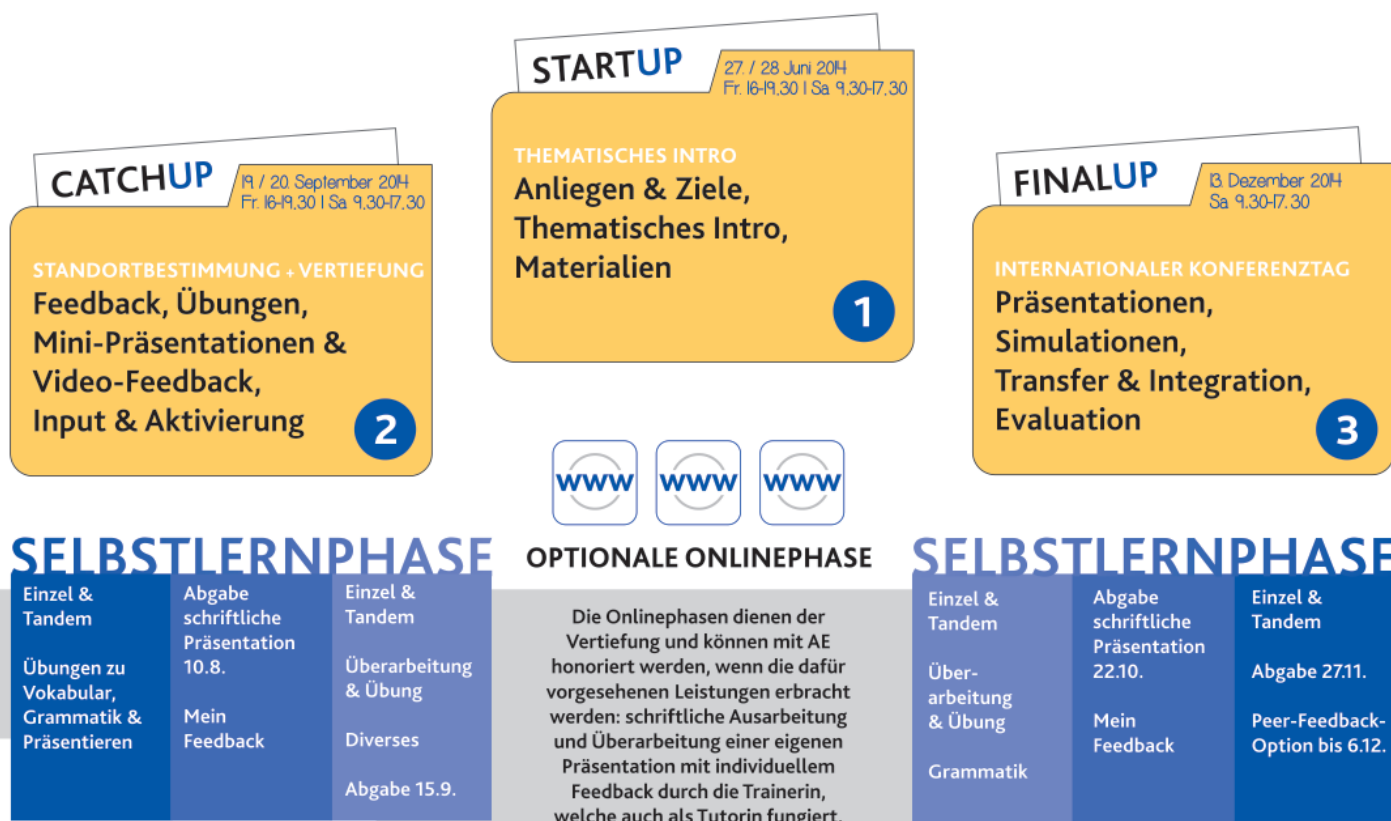 STARTUP
27. / 28 Juni 2014
Fr. 16-19.30 | Sa 9.30-17.30
THEMATISCHES INTRO
Anliegen & Ziele,
Thematisches Intro,
Materialien
1
CATCHUP
19 / 20. September 2014
Fr. 16-19.30 | Sa 9.30-17.30
STANDORTBESTIMMUNG + VERTIEFUNG
Feedback, Übungen,
Mini-Präsentationen &
Video-Feedback,
Input & Aktivierung
2
FINALUP
13. Dezember 2014
Sa 9.30-17.30
INTERNATIONALER KONFERENZTAG
Präsentationen,
Simulationen,
Transfer & Integration,
Evaluation
3
www www www
SELBSTLERNPHASE
Einzel &
Tandem
Übungen zu
Vokabular,
Grammatik &
Präsentieren
Abgabe
schriftliche
Präsentation
10.8.
Mein
Feedback
Einzel &
Tandem
Überarbeitung
& Übung
Diverses
Abgabe 15.9.
OPTIONALE ONLINEPHASE
Die Onlinephasen dienen der
Vertiefung und können mit AE
honoriert werden, wenn die dafür
vorgesehenen Leistungen erbracht
werden: schriftliche Ausarbeitung
und Überarbeitung einer eigenen
Präsentation mit individuellem
Feedback durch die Trainerin,
welche auch als Tutorin fungiert.
SELBSTLERNPHASE
Einzel &
Tandem
Über-
arbeitung
& Übung
Grammatik
Abgabe
schriftliche
Präsentation
22.10.
Mein
Feedback
Einzel &
Tandem
Abgabe 27.11.
Peer-Feedback-
Option bis 6.12.